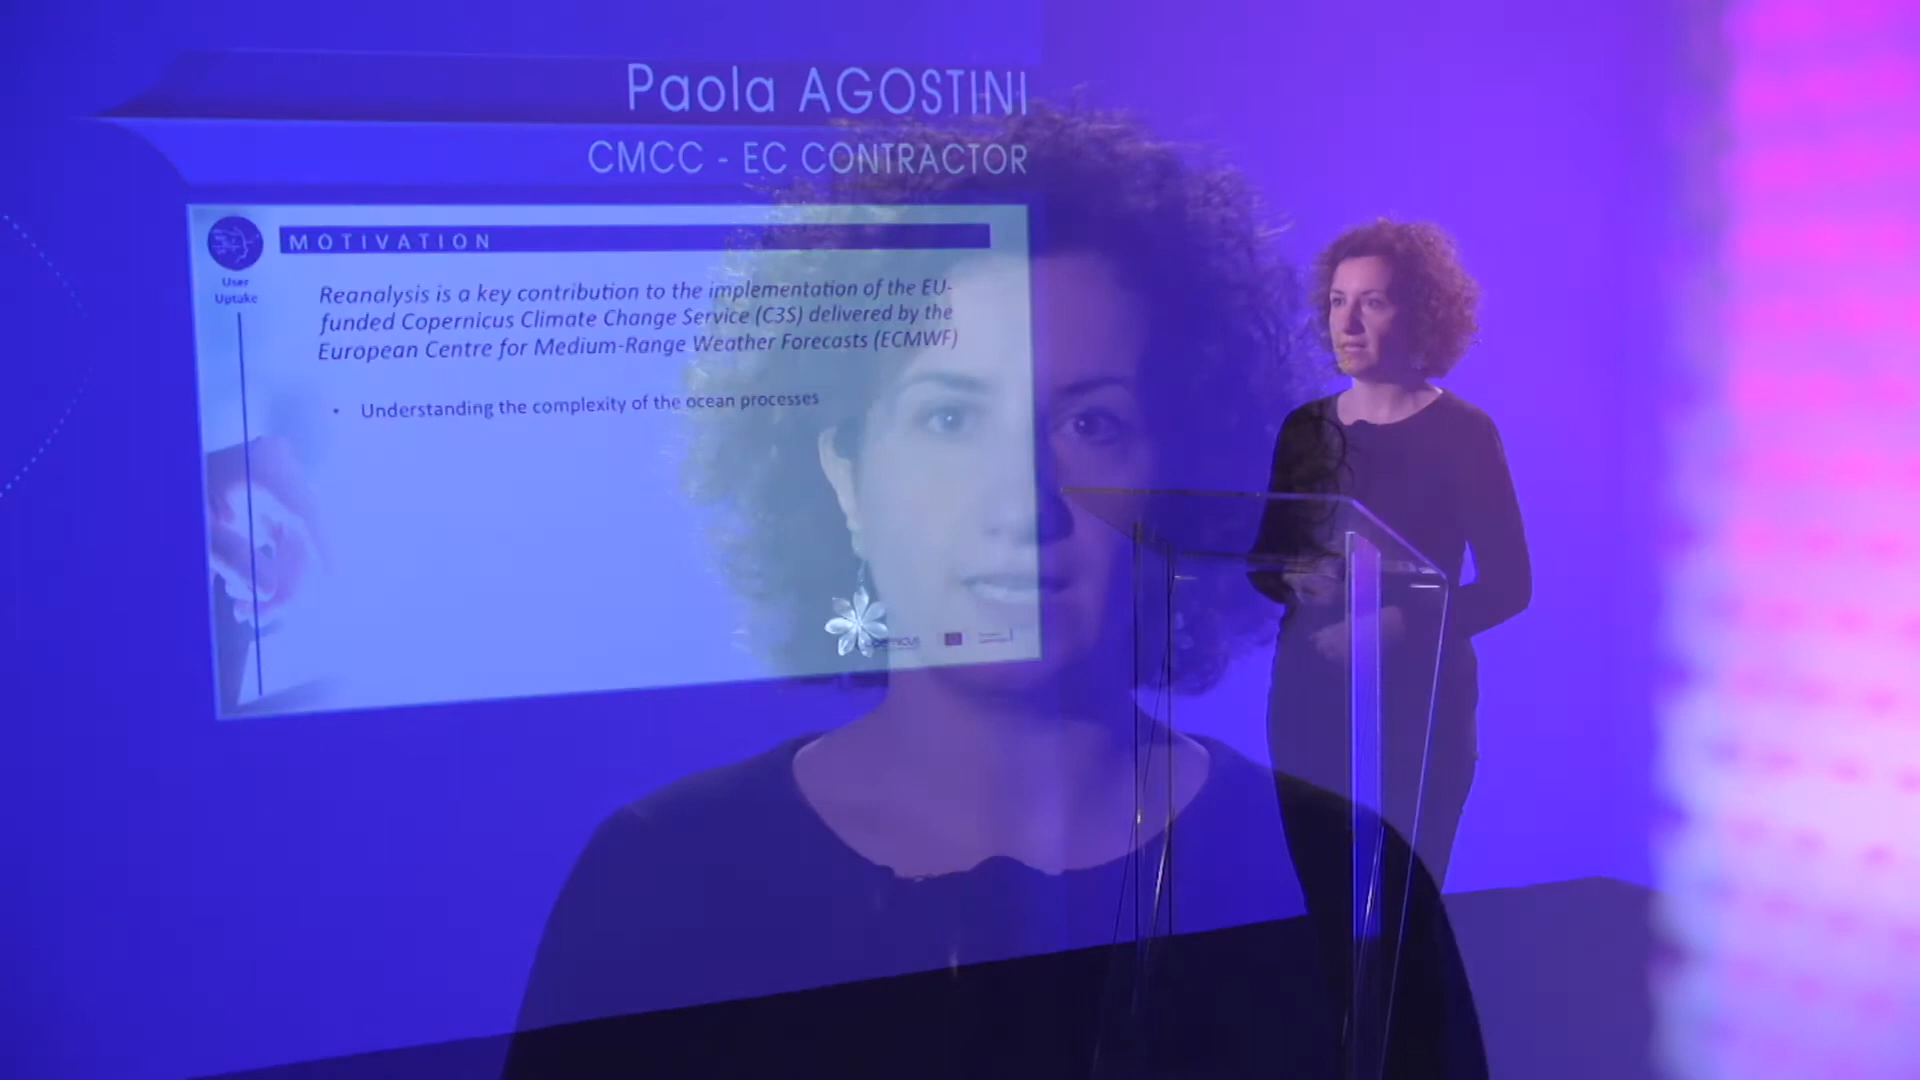 Paola AGOSTINI
CMCC - EC CONTRACTOR
MOTIVATION
User
Uptake
Reanalysis is a key contribution to the implementation of the EU-
funded Copernicus Climate Change Service (C3S) delivered by the
European Centre for Medium-Range Weather Forecasts (ECMWF)
• Understanding the complexity of the ocean processes